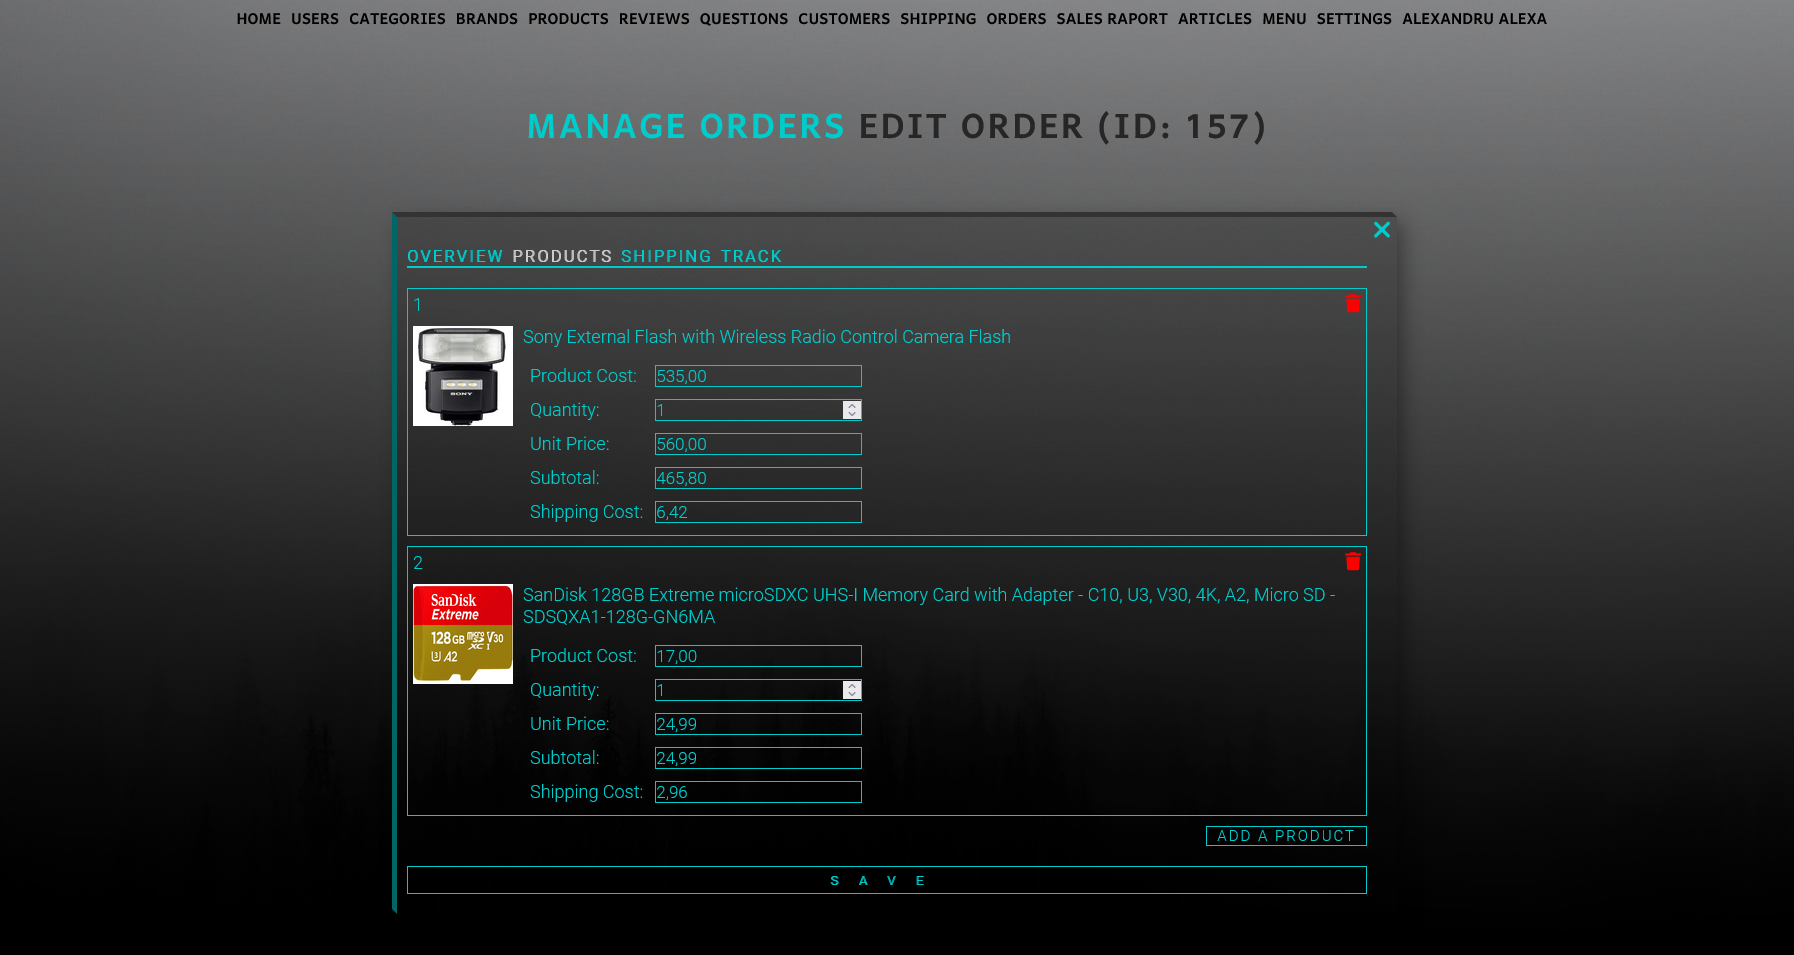 HOME USERS CATEGORIES BRANDS PRODUCTS REVIEWS QUESTIONS CUSTOMERS SHIPPING ORDERS SALES RAPORT ARTICLES MENU SETTINGS ALEXANDRU ALEXA
MANAGE ORDERS EDIT ORDER (ID: 157)
OVERVIEW PRODUCTS SHIPPING TRACK
1
SONY
Sony External Flash with Wireless Radio Control Camera Flash
Product Cost: 535,00
Quantity: 1
Unit Price: 560,00
Subtotal: 465,80
Shipping Cost: 6,42
2
SanDisk
Extreme
128GB micro SD XC I V30
U3 A2
SanDisk 128GB Extreme microSDXC UHS-I Memory Card with Adapter - C10, U3, V30, 4K, A2, Micro SD -
SDSQXA1-128G-GN6MA
Product Cost: 17,00
Quantity: 1
Unit Price: 24,99
Subtotal: 24,99
Shipping Cost: 2,96
ADD A PRODUCT
SAVE